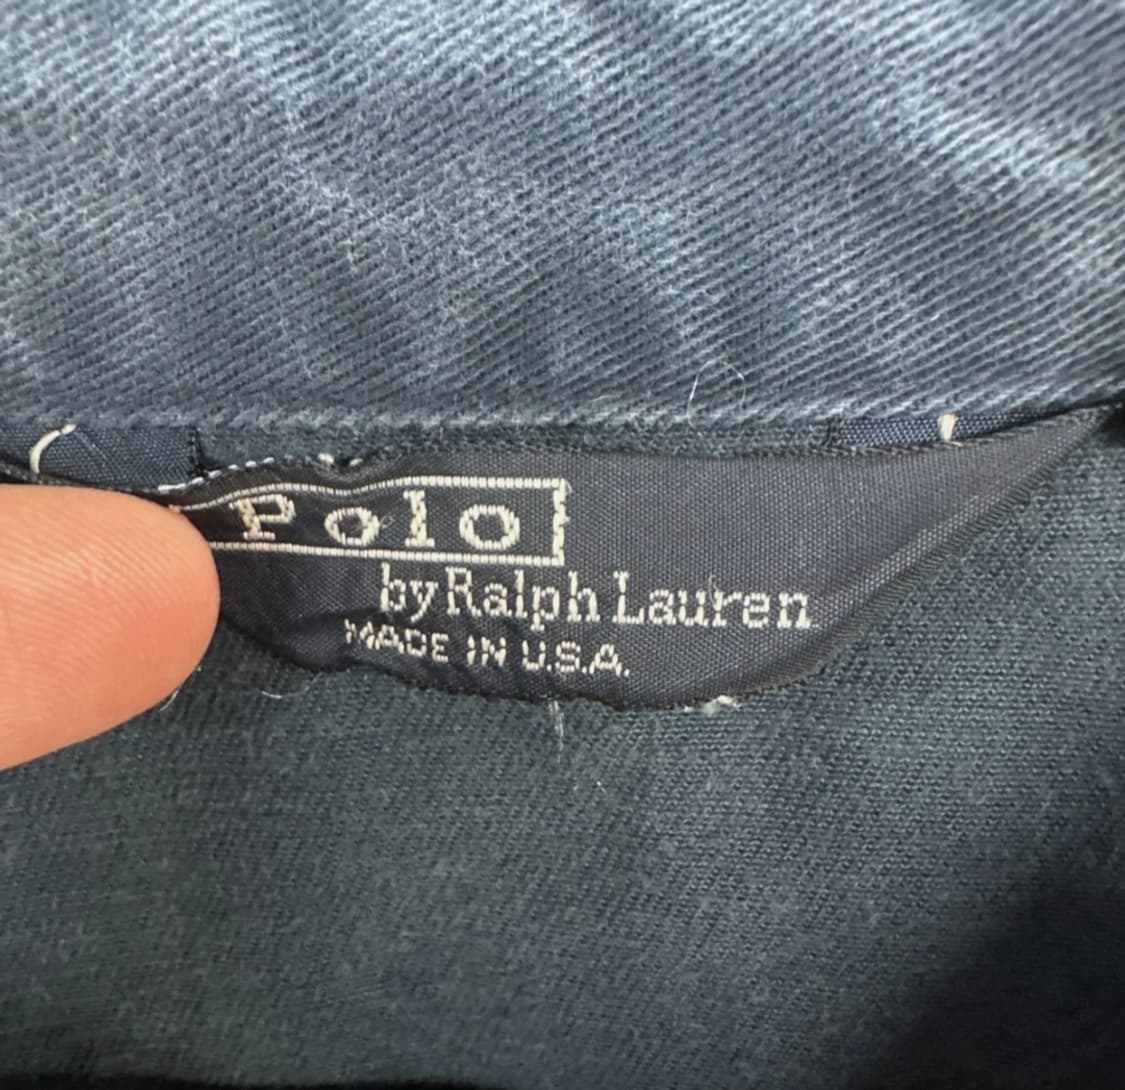 Polo
by Ralph Lauren
MADE IN U.S.A.